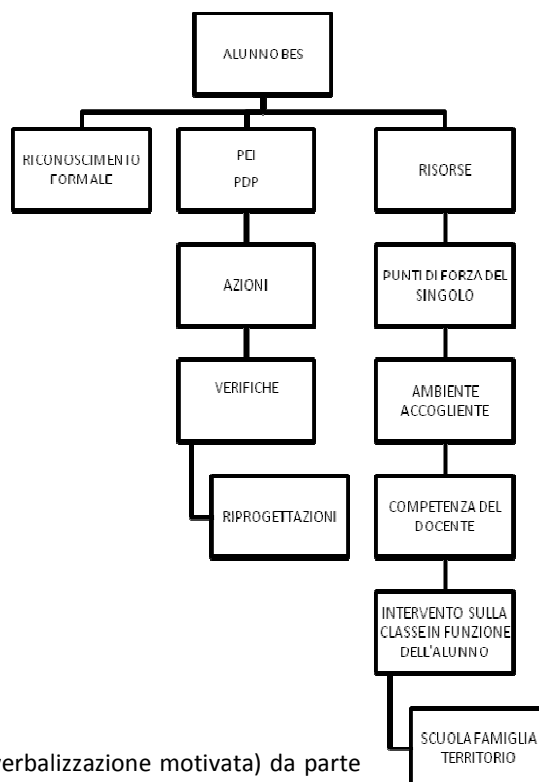 ALUNNO BES
RICONOSCIMENTO
FORMALE
PEI
PDP
RISORSE
AZIONI
PUNTI DI FORZA DEL
SINGOLO
VERIFICHE
AMBIENTE
ACCOGLIENTE
RIPROGETTAZIONI
COMPETENZA DEL
DOCENTE
INTERVENTO SULLA
CLASSE IN FUNZIONE
DELL'ALUNNO
SCUOLA FAMIGLIA
TERRITORIO
verbalizzazione motivata) da parte